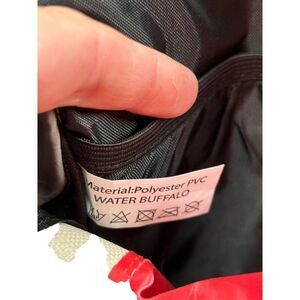 Material:Polyester PVC
WATER BUFFALO